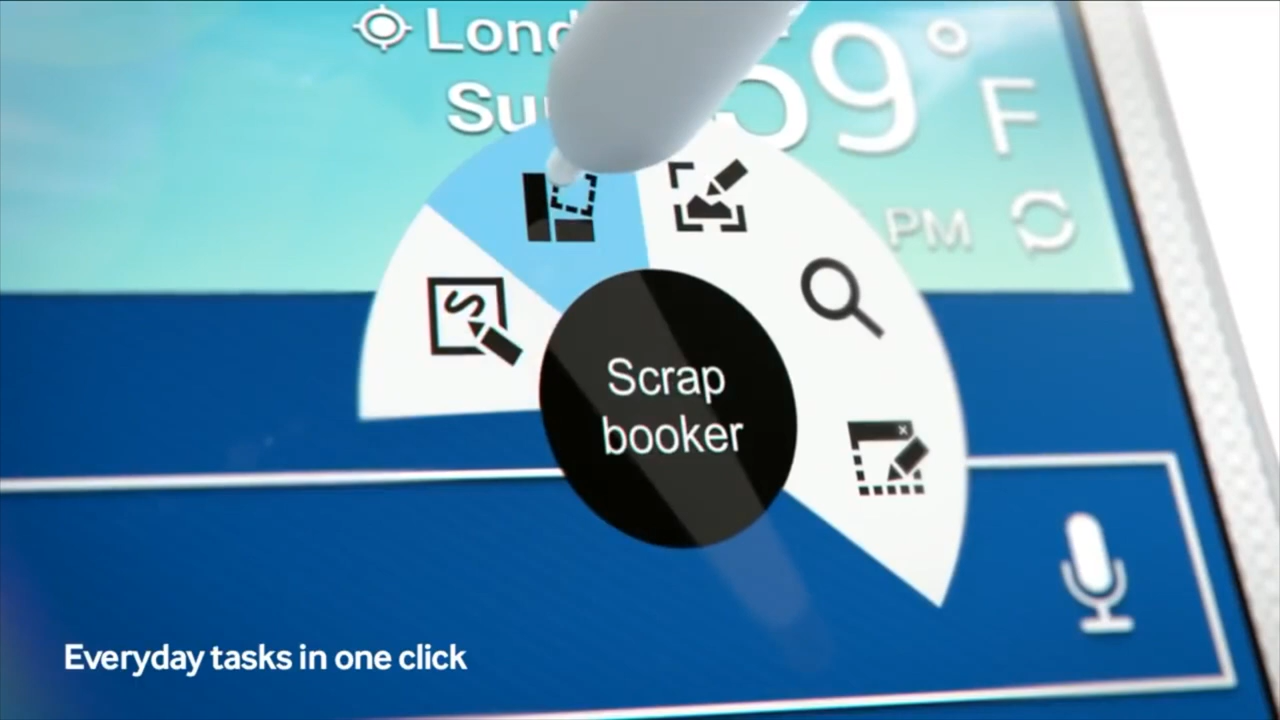 Lond
Su
59°F
PM
Scrap
booker
Everyday tasks in one click